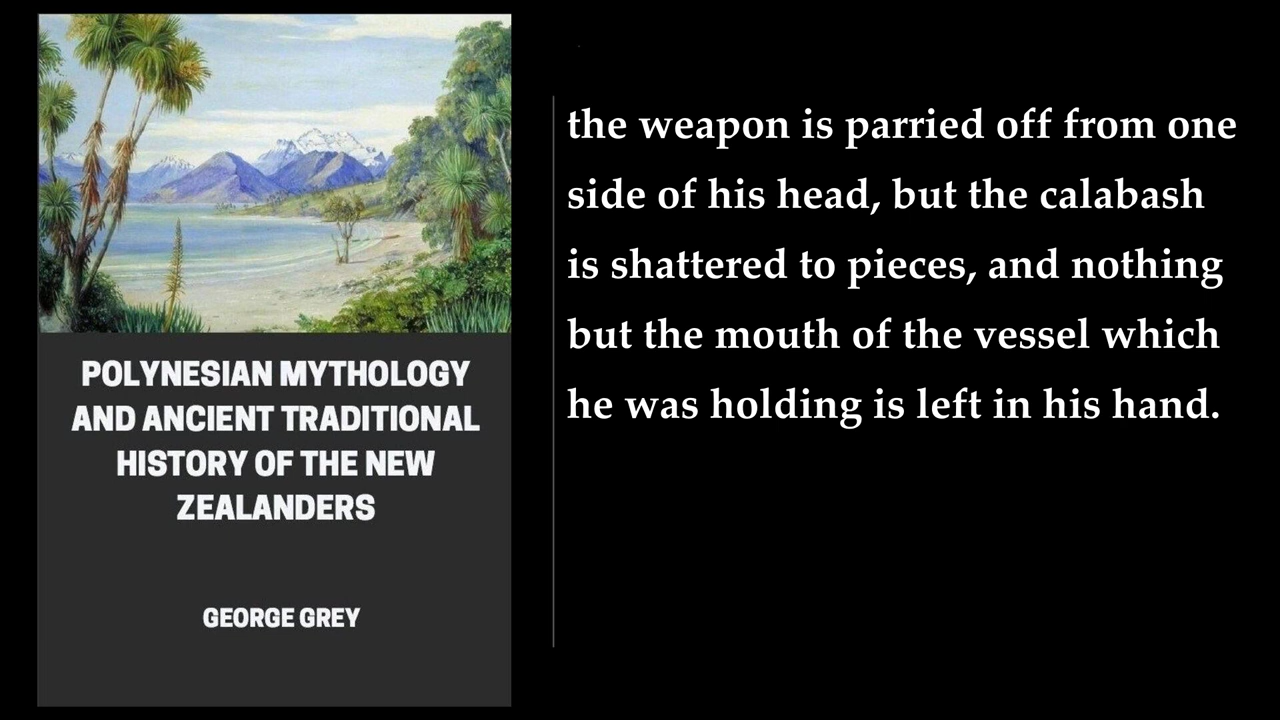 POLYNESIAN MYTHOLOGY
AND ANCIENT TRADITIONAL
HISTORY OF THE NEW
ZEALANDERS
GEORGE GREY
the weapon is parried off from one
side of his head, but the calabash
is shattered to pieces, and nothing
but the mouth of the vessel which
he was holding is left in his hand.